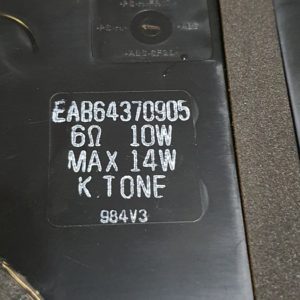 EAB64370905
6Ω 10W
MAX 14W
K.TONE
984V3